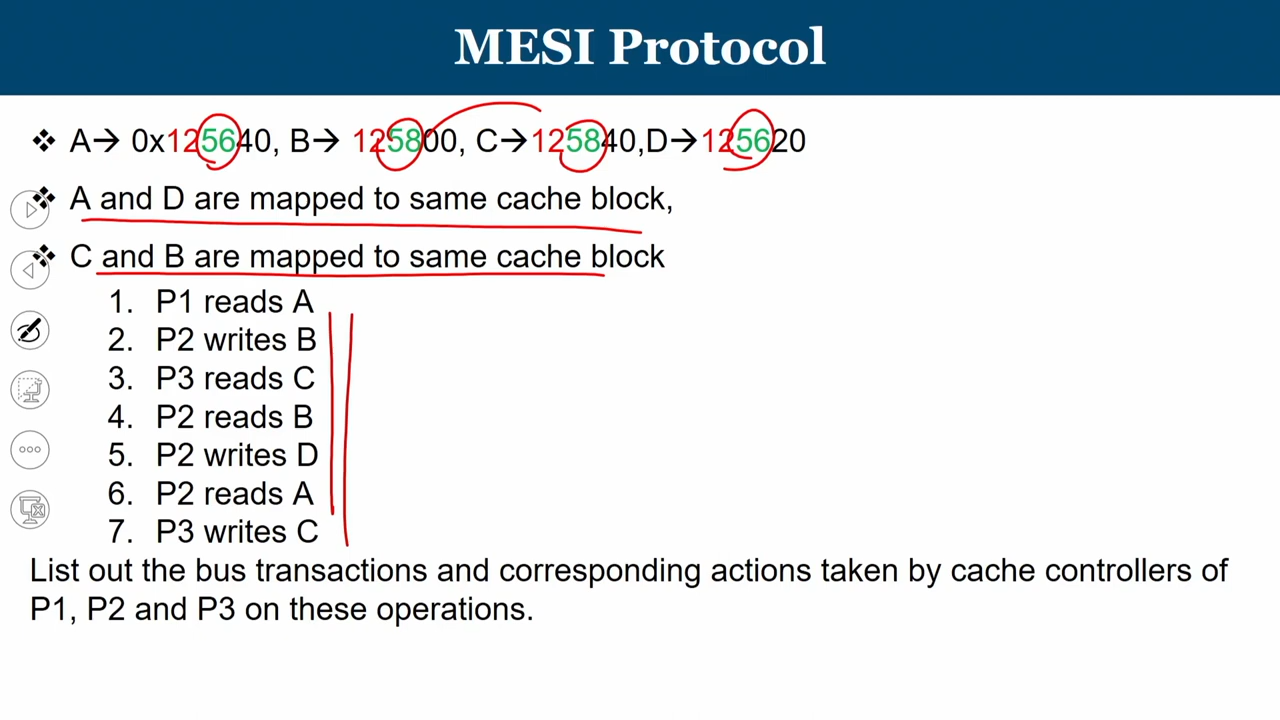 MESI Protocol
❖ A→ 0x125640, B→ 125800, C→125840,D→125620
❖ A and D are mapped to same cache block,
❖ C and B are mapped to same cache block
1. P1 reads A
2. P2 writes B
3. P3 reads C
4. P2 reads B
5. P2 writes D
6. P2 reads A
7. P3 writes C
List out the bus transactions and corresponding actions taken by cache controllers of
P1, P2 and P3 on these operations.